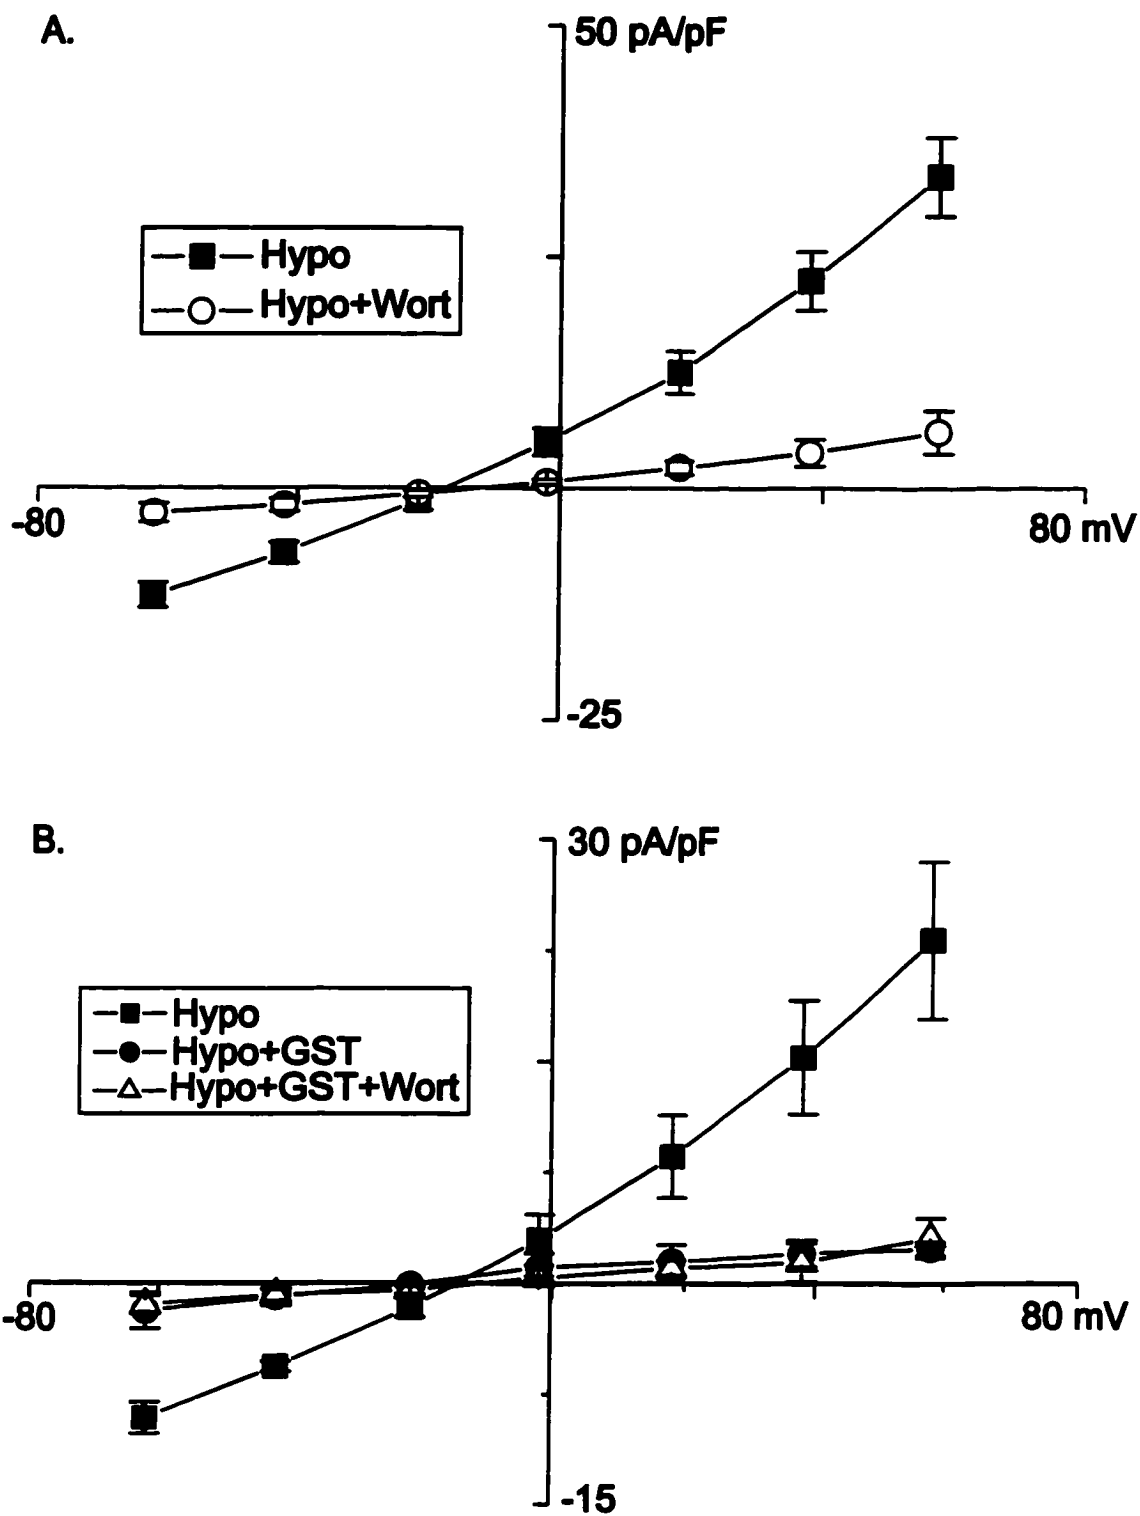 A.
50 pA/pF
Hypo
Hypo+Wort
-80
80 mV
-25
B.
30 pA/pF
Hypo
Hypo+GST
Hypo+GST+Wort
-80
80 mV
-15